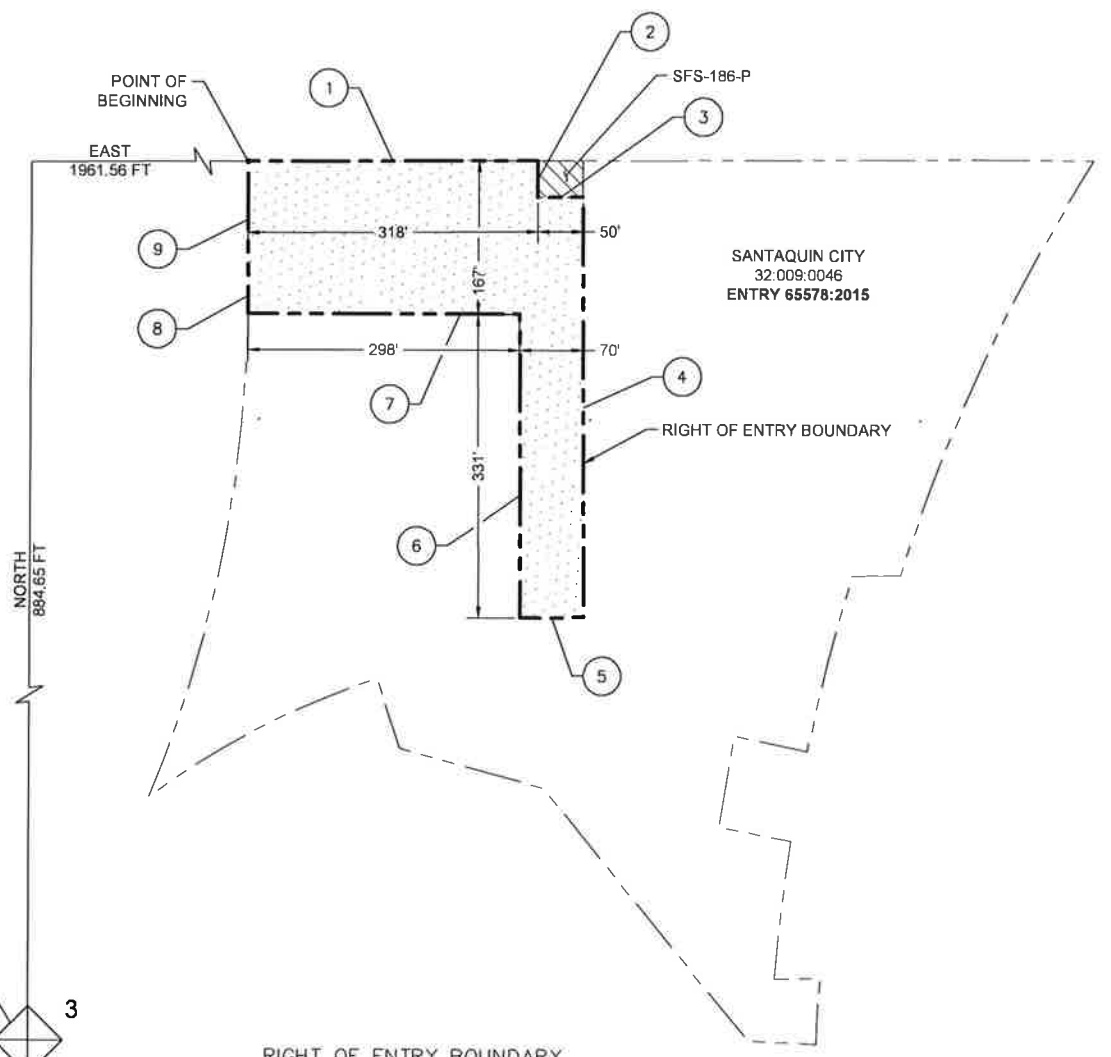 2
POINT OF
BEGINNING
1
SFS-186-P
3
EAST
1961.56 FT
9
318'
50'
167'
SANTAQUIN CITY
32:009:0046
ENTRY 65578:2015
8
298'
70'
7
4
RIGHT OF ENTRY BOUNDARY
331'
6
NORTH
884.65 FT
5
3
RIGHT OF ENTRY BOUNDARY